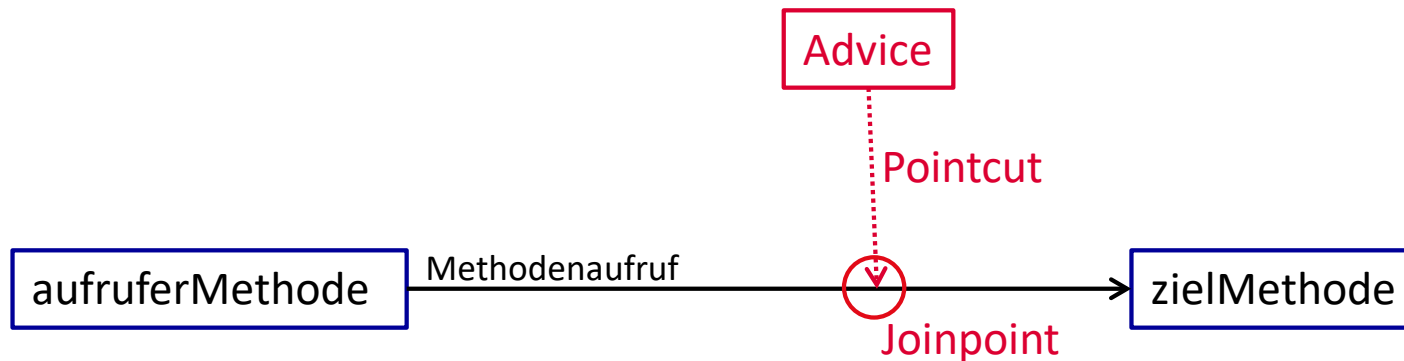 Advice
Pointcut
Methodenaufruf
aufruferMethode
zielMethode
Joinpoint